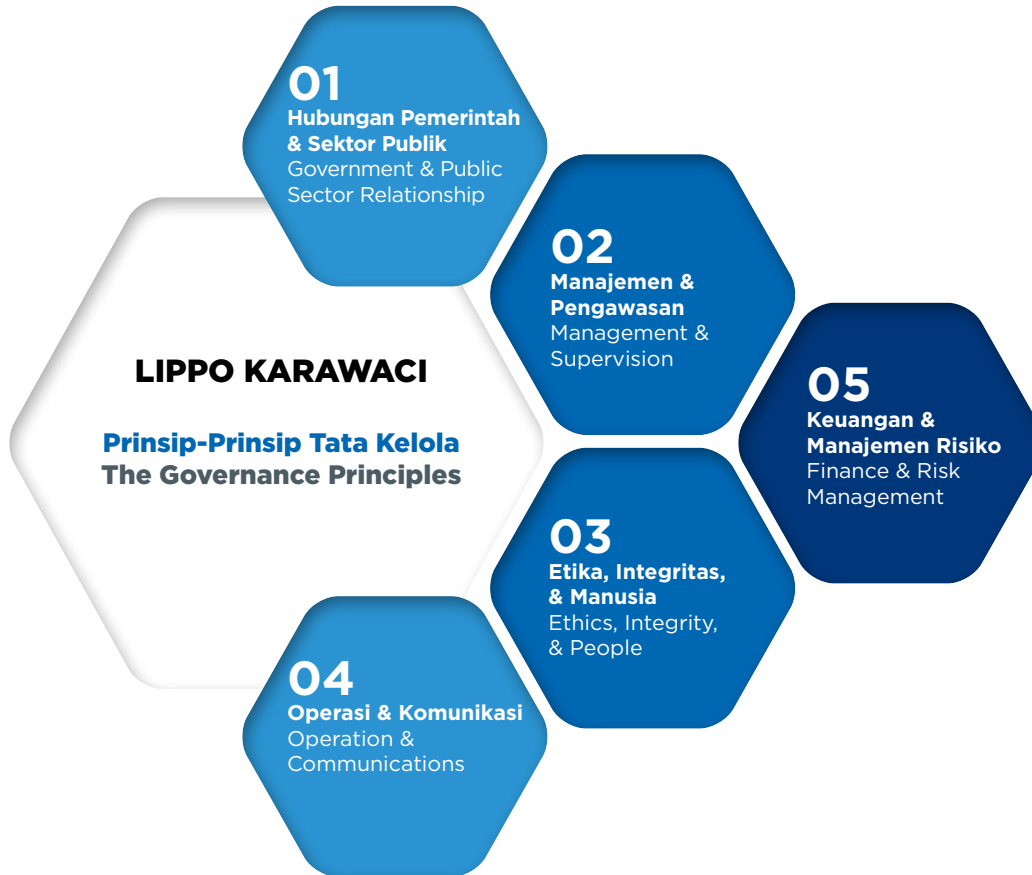 LIPPO KARAWACI
Prinsip-Prinsip Tata Kelola
The Governance Principles
01
Hubungan Pemerintah
& Sektor Publik
Government & Public
Sector Relationship
02
Manajemen &
Pengawasan
Management &
Supervision
03
Etika, Integritas,
& Manusia
Ethics, Integrity,
& People
04
Operasi & Komunikasi
Operation &
Communications
05
Keuangan &
Manajemen Risiko
Finance & Risk
Management